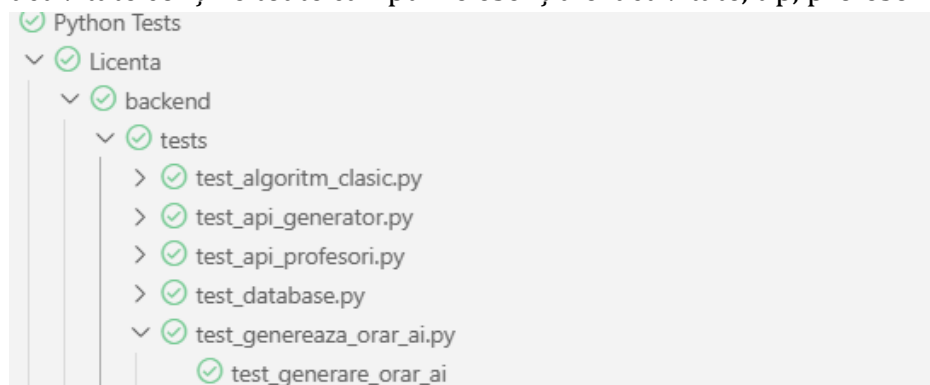 Python Tests
Licenta
backend
tests
test_algoritm_clasic.py
test_api_generator.py
test_api_profesori.py
test_database.py
test_genereaza_orar_ai.py
test_generare_orar_ai